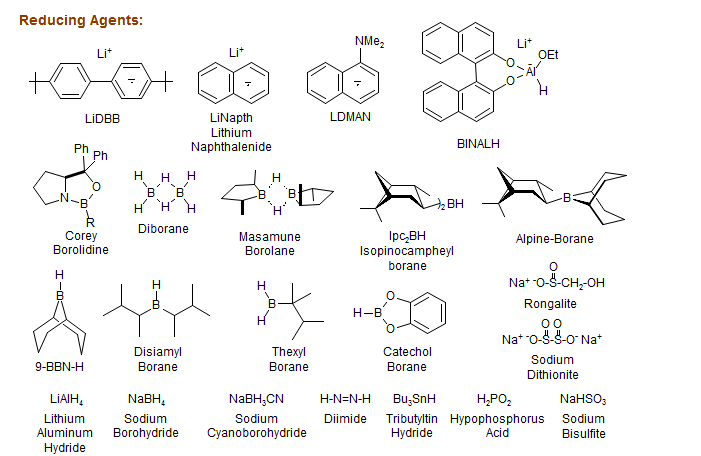 Reducing Agents:
Li⁺
LiDBB
Li⁺
LiNapth
Lithium
Naphthalenide
NMe₂
LDMAN
O
O
Li⁺
OEt
Al⁻
H
BINALH
Ph
Ph
O
N
B
R
Corey
Borolidine
H H H
B B
H H H
Diborane
H
B B
H
Masamune
Borolane
)₂BH
Ipc₂BH
Isopinocampheyl
borane
B
Alpine-Borane
H
B
9-BBN-H
H
B
Disiamyl
Borane
H
B
H
Thexyl
Borane
O
H-B
O
Catechol
Borane
O
Na⁺ ⁻O-S-CH₂-OH
Rongalite
O O
Na⁺ ⁻O-S-S-O⁻ Na⁺
Sodium
Dithionite
LiAlH₄
Lithium
Aluminum
Hydride
NaBH₄
Sodium
Borohydride
NaBH₃CN
Sodium
Cyanoborohydride
H-N=N-H
Diimide
Bu₃SnH
Tributyltin
Hydride
H₂PO₂
Hypophosphorus
Acid
NaHSO₃
Sodium
Bisulfite